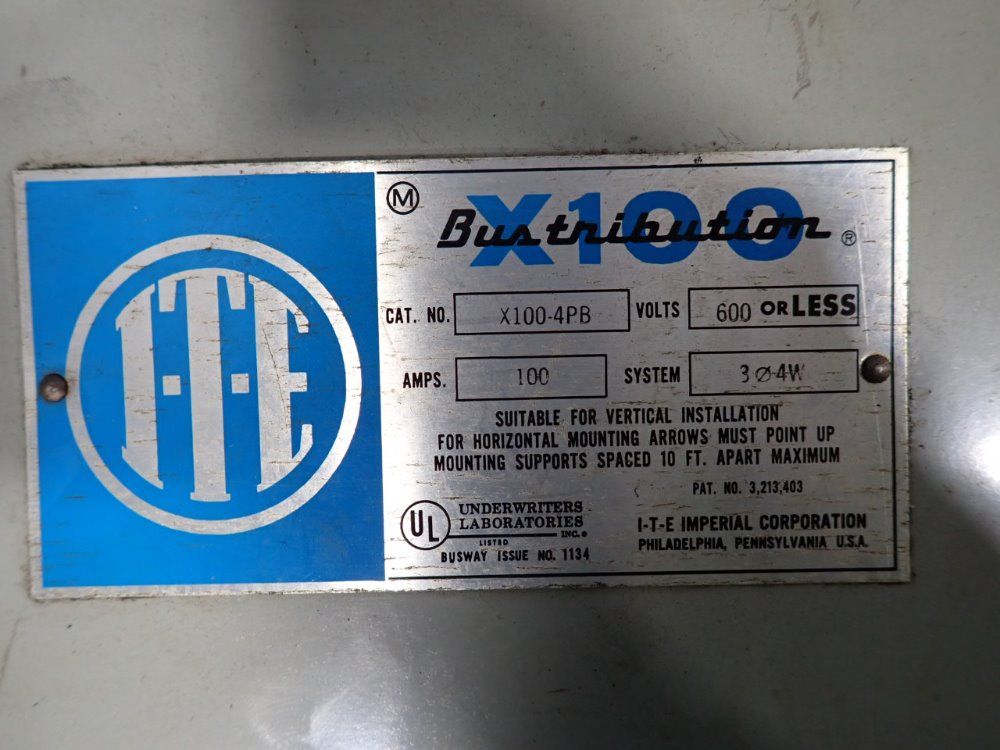 I-T-E
M
X100
Bustribution ®
CAT. NO. X100-4PB VOLTS 600 OR LESS
AMPS. 100 SYSTEM 3 Ø 4W
SUITABLE FOR VERTICAL INSTALLATION
FOR HORIZONTAL MOUNTING ARROWS MUST POINT UP
MOUNTING SUPPORTS SPACED 10 FT. APART MAXIMUM
PAT. NO. 3,213,403
UL
UNDERWRITERS
LABORATORIES
INC.®
LISTED
BUSWAY ISSUE NO. 1134
I-T-E IMPERIAL CORPORATION
PHILADELPHIA, PENNSYLVANIA U.S.A.